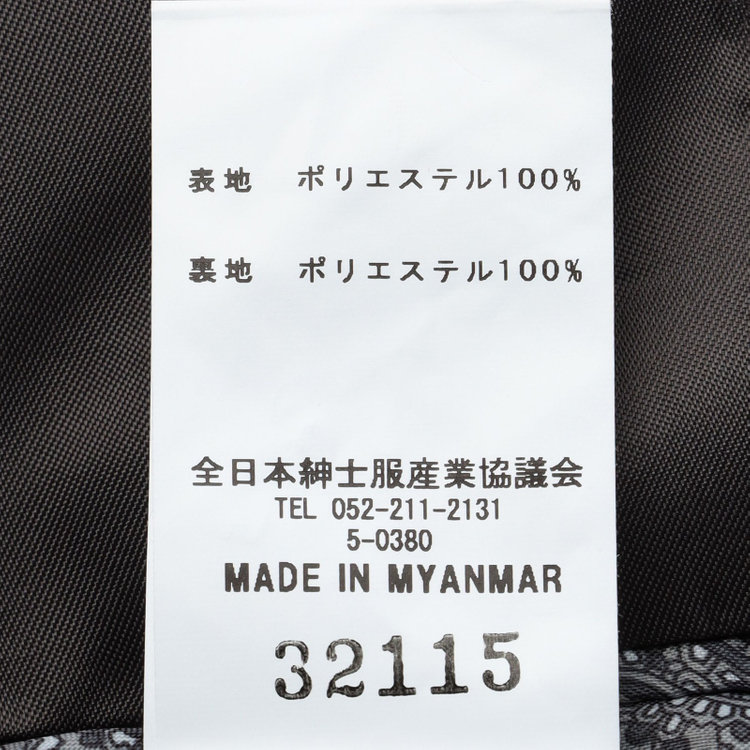 表地　ポリエステル100%
裏地　ポリエステル100%
全日本紳士服産業協議会
TEL 052-211-2131
5-0380
MADE IN MYANMAR
32115